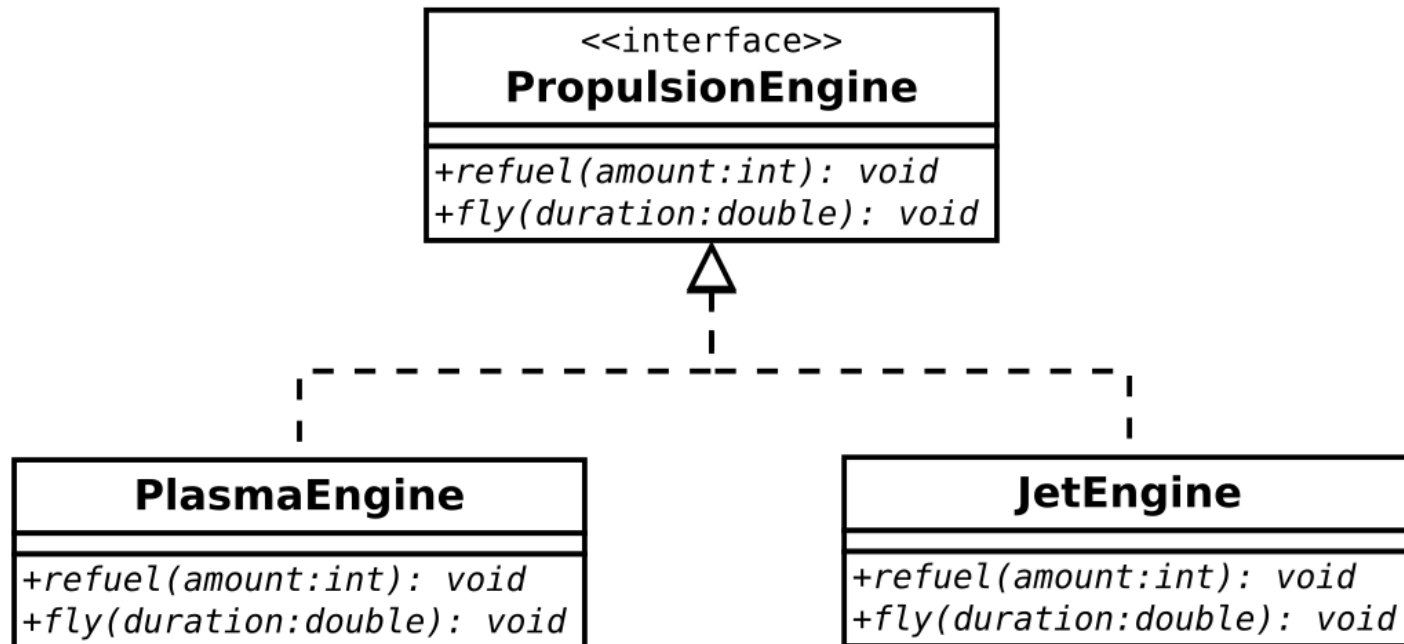 <<interface>>
PropulsionEngine
+refuel(amount:int): void
+fly(duration:double): void
PlasmaEngine
+refuel(amount:int): void
+fly(duration:double): void
JetEngine
+refuel(amount:int): void
+fly(duration:double): void